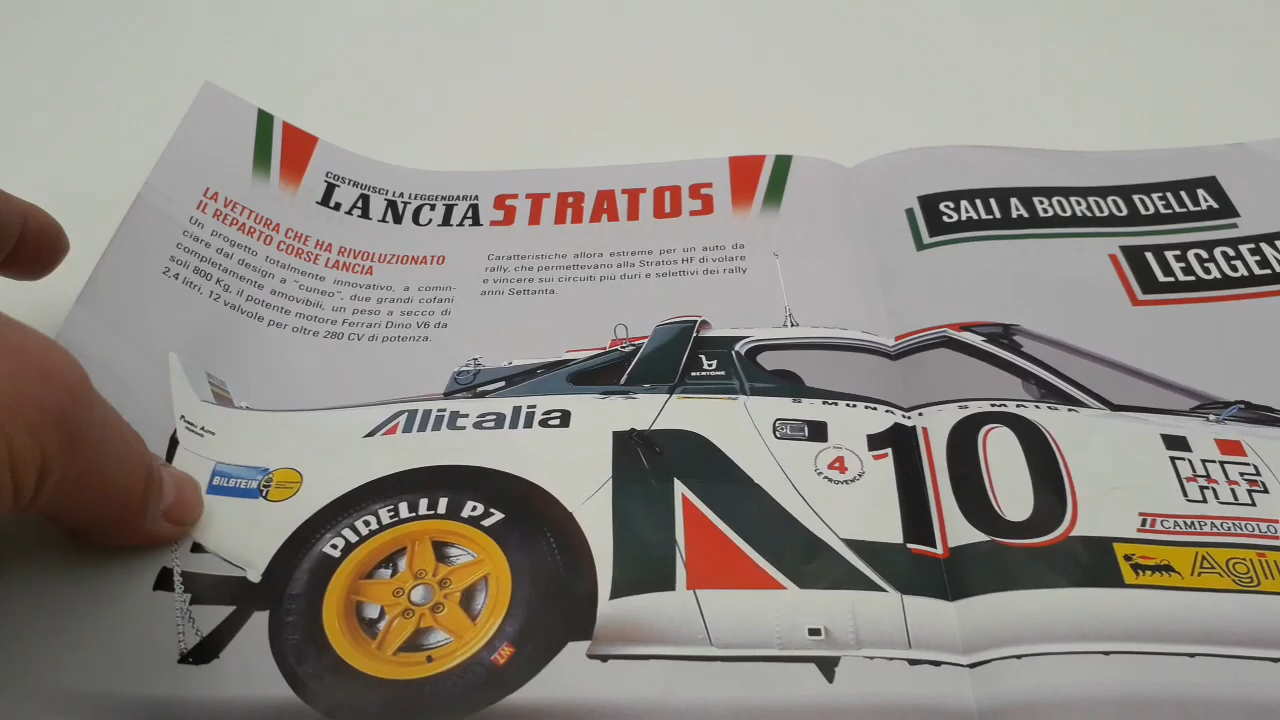 COSTRUISCI LA LEGGENDARIA
LANCIA STRATOS
LA VETTURA CHE HA RIVOLUZIONATO
IL REPARTO CORSE LANCIA
Un progetto totalmente innovativo, a comin-
ciare dal design a "cuneo", due grandi cofani
completamente amovibili, un peso a secco di
soli 800 Kg, il potente motore Ferrari Dino V6 da
2,4 litri, 12 valvole per oltre 280 CV di potenza.
Caratteristiche allora estreme per un auto da
rally, che permettevano alla Stratos HF di volare
e vincere sui circuiti più duri e selettivi dei rally
anni Settanta.
SALI A BORDO DELLA
LEGGEN
BERTONE
Alitalia
S. MUNARI - S. MAIGA
4
LE PROVENÇAL
10
HF
CAMPAGNOLO
Agi
BILSTEIN
PIRELLI P7